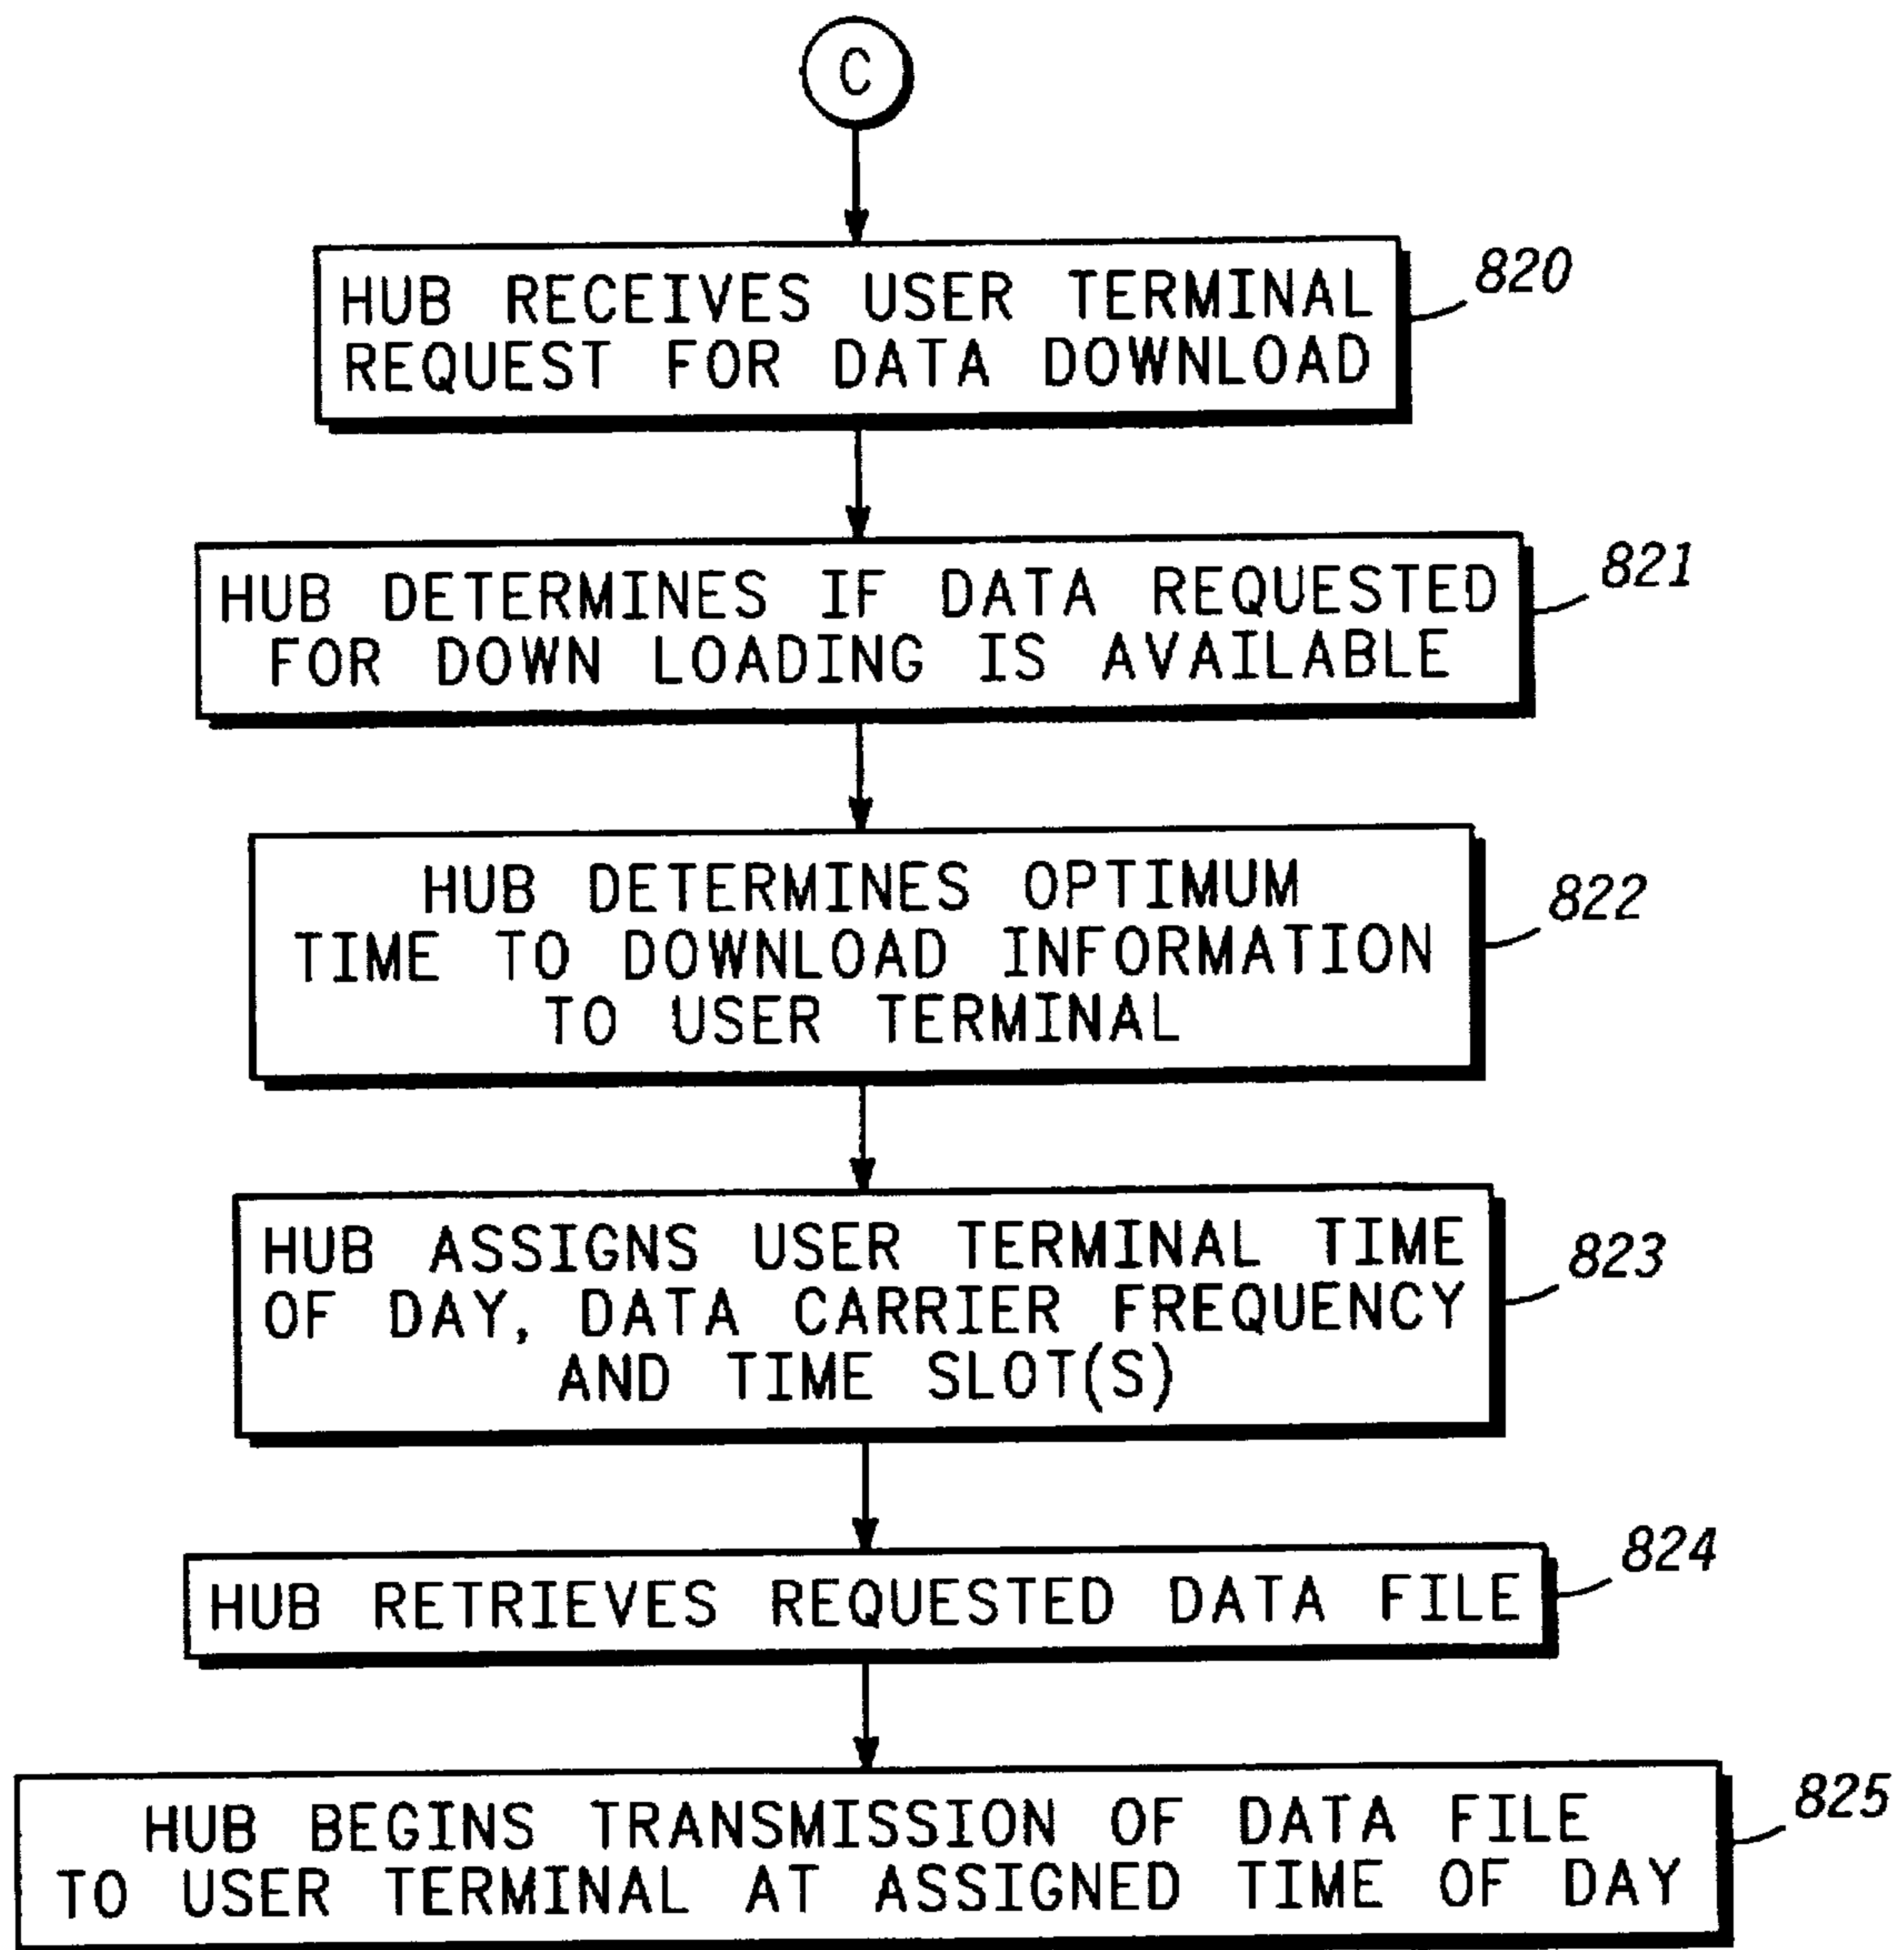 C
HUB RECEIVES USER TERMINAL
REQUEST FOR DATA DOWNLOAD
820
HUB DETERMINES IF DATA REQUESTED
FOR DOWN LOADING IS AVAILABLE
821
HUB DETERMINES OPTIMUM
TIME TO DOWNLOAD INFORMATION
TO USER TERMINAL
822
HUB ASSIGNS USER TERMINAL TIME
OF DAY, DATA CARRIER FREQUENCY
AND TIME SLOT(S)
823
HUB RETRIEVES REQUESTED DATA FILE
824
HUB BEGINS TRANSMISSION OF DATA FILE
TO USER TERMINAL AT ASSIGNED TIME OF DAY
825